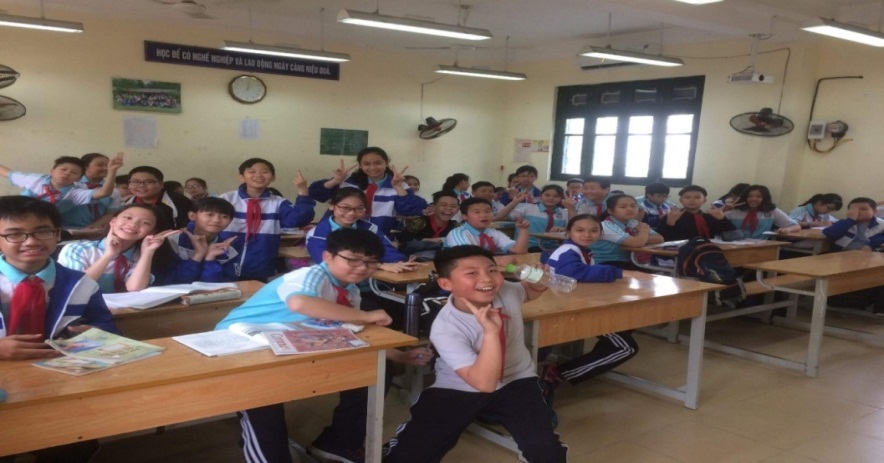 HỌC ĐỂ CÓ NGHỀ NGHIỆP VÀ LAO ĐỘNG NGÀY CÀNG HIỆU QUẢ.